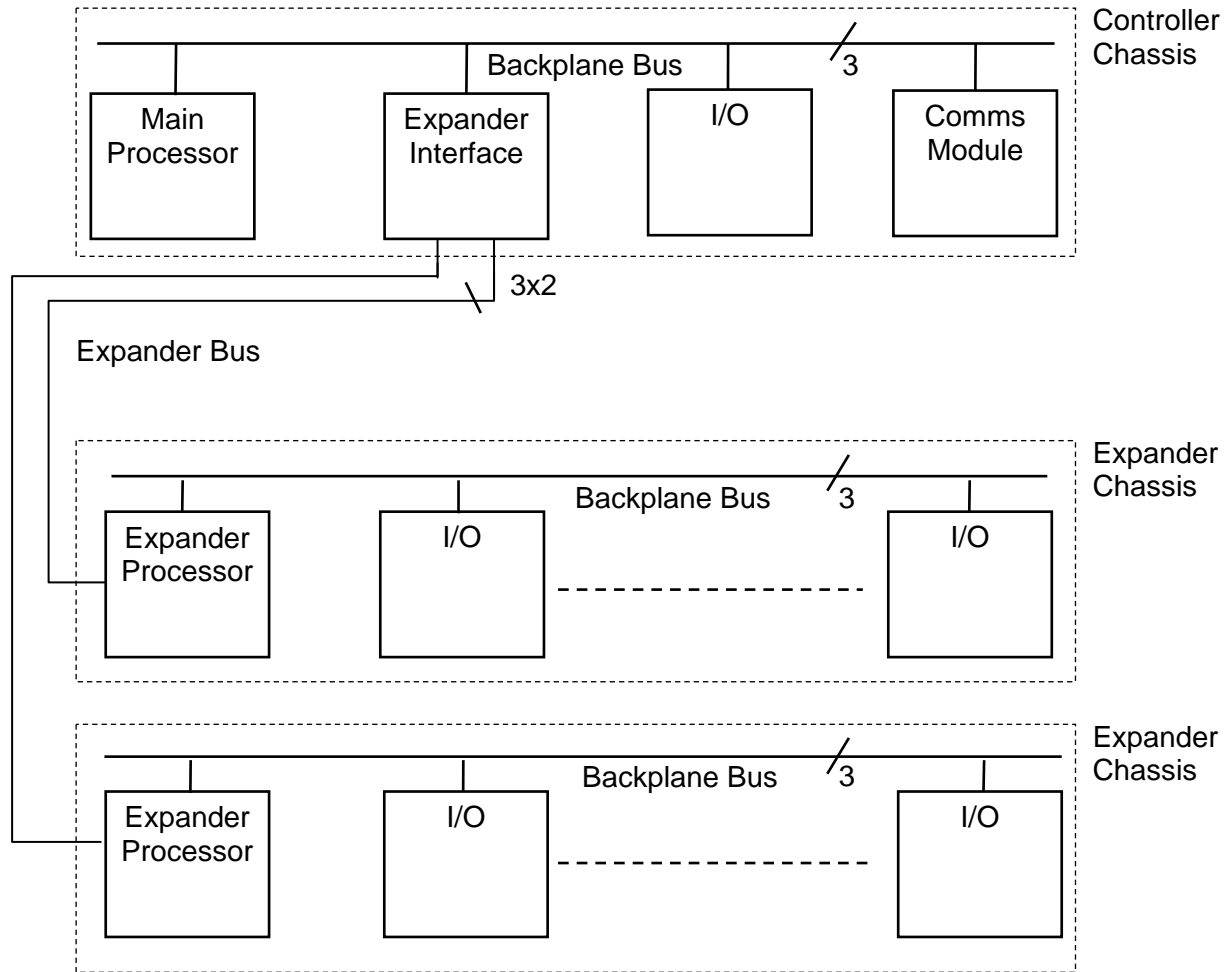 Controller
Chassis
Backplane Bus
3
Main
Processor
Expander
Interface
I/O
Comms
Module
3x2
Expander Bus
Expander
Chassis
Backplane Bus
3
Expander
Processor
I/O
I/O
Expander
Chassis
Backplane Bus
3
Expander
Processor
I/O
I/O